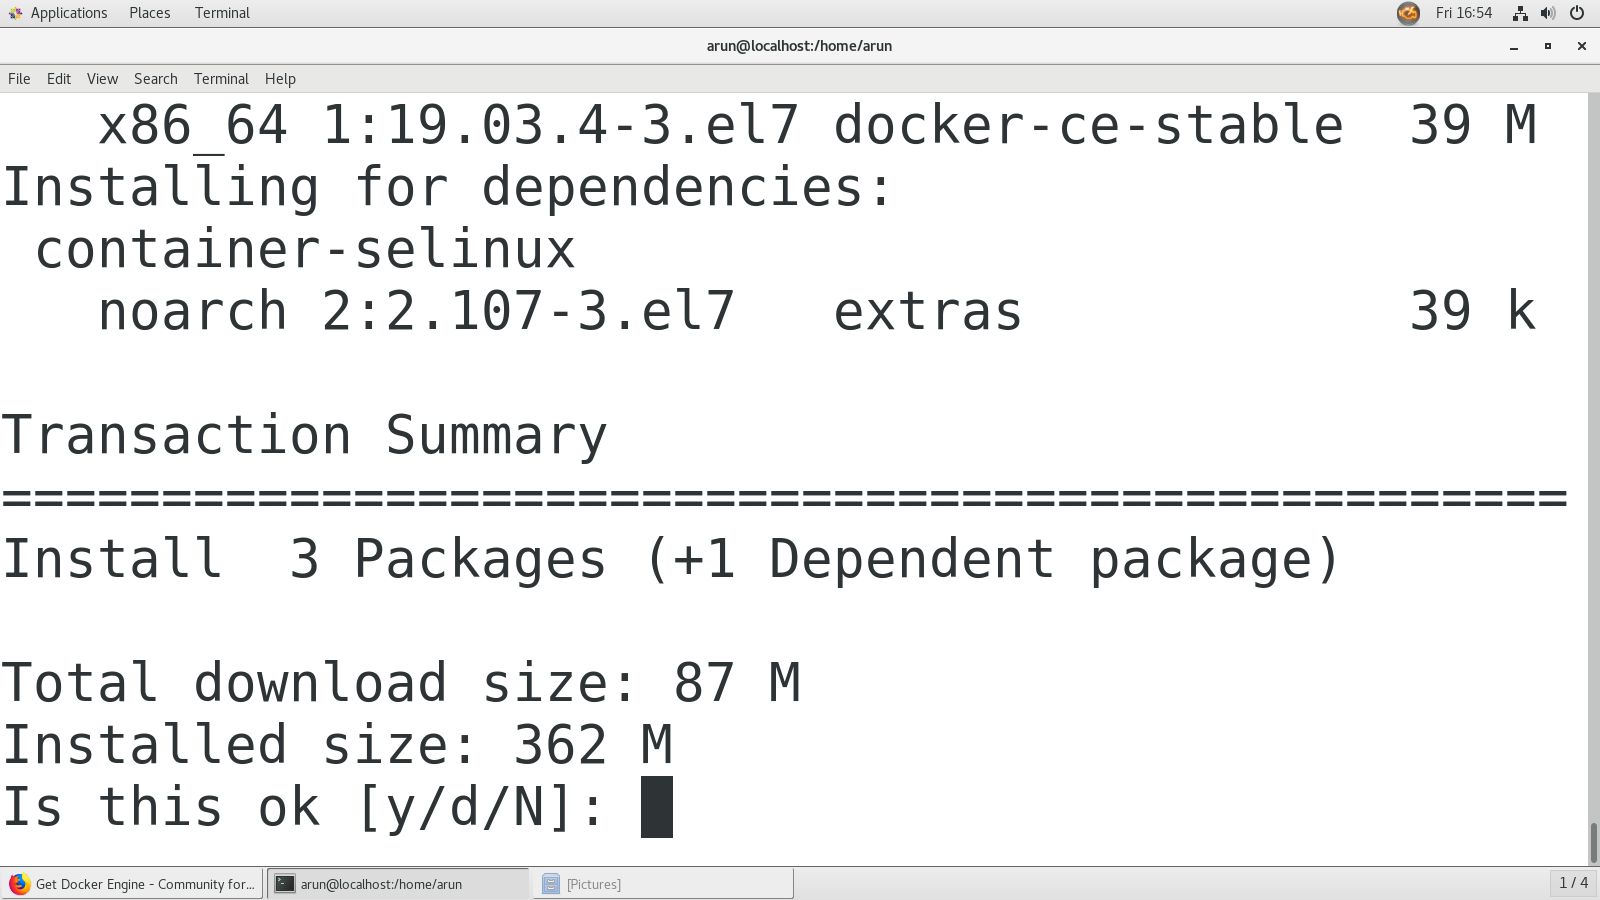 Applications Places Terminal Fri 16:54
arun@localhost:/home/arun
File Edit View Search Terminal Help
x86_64 1:19.03.4-3.el7 docker-ce-stable 39 M
Installing for dependencies:
container-selinux
noarch 2:2.107-3.el7 extras 39 k
Transaction Summary
=================================================
Install 3 Packages (+1 Dependent package)
Total download size: 87 M
Installed size: 362 M
Is this ok [y/d/N]:
Get Docker Engine - Community for... arun@localhost:/home/arun [Pictures] 1 / 4